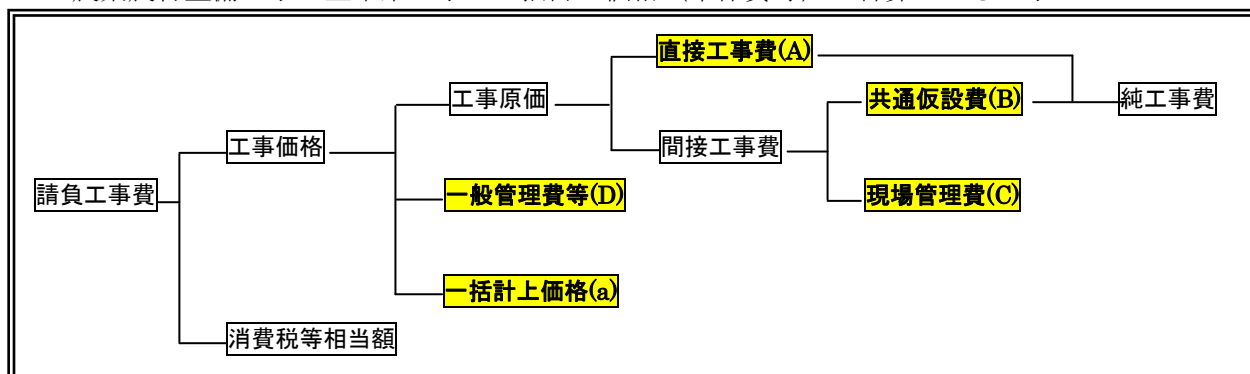 直接工事費(A)
工事原価
共通仮設費(B)
純工事費
工事価格
間接工事費
請負工事費
一般管理費等(D)
現場管理費(C)
一括計上価格(a)
消費税等相当額